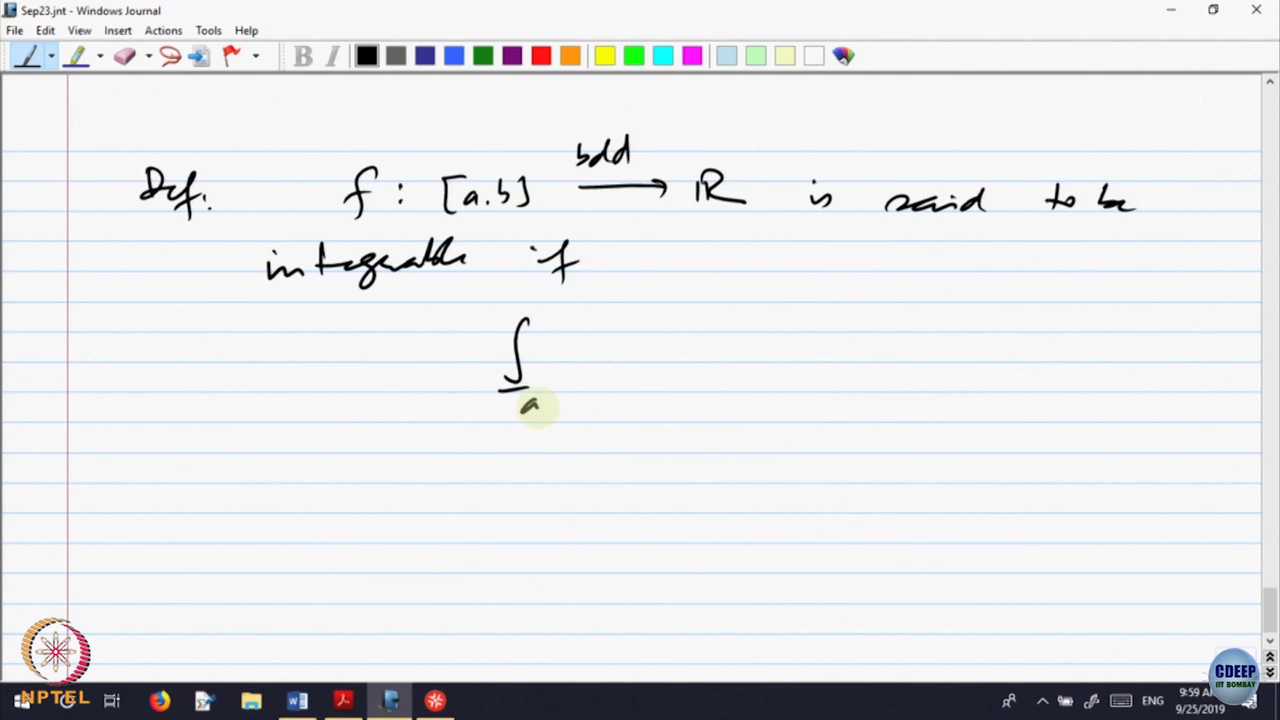 Sep23.jnt - Windows Journal
File Edit View Insert Actions Tools Help
B I
bdd
Def: f : [a.b] ⟶ ℝ is said to be
integrable if
∫
a
NPTEL
CDEEP
IIT BOMBAY
ENG
9:59 A
9/25/2019